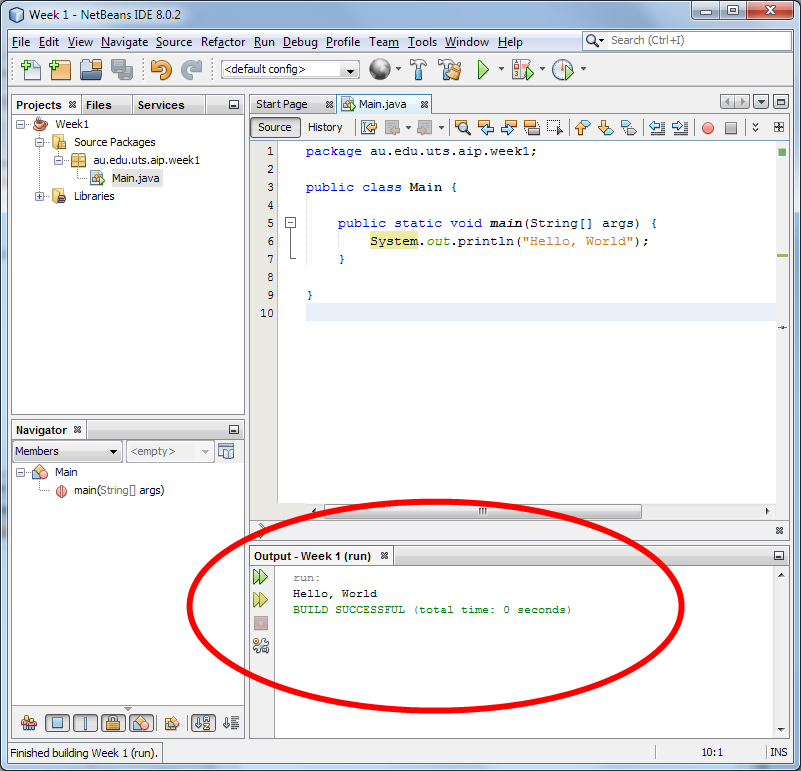 Week 1 - NetBeans IDE 8.0.2
File Edit View Navigate Source Refactor Run Debug Profile Team Tools Window Help
Search (Ctrl+I)
<default config>
Projects Files Services
Week1
Source Packages
au.edu.uts.aip.week1
Main.java
Libraries
Start Page Main.java
Source History
1 package au.edu.uts.aip.week1;
2
3 public class Main {
4
5 public static void main(String[] args) {
6 System.out.println("Hello, World");
7 }
8
9 }
10
Navigator
Members <empty>
Main
main(String[] args)
Output - Week 1 (run)
run:
Hello, World
BUILD SUCCESSFUL (total time: 0 seconds)
Finished building Week 1 (run).
10:1 INS